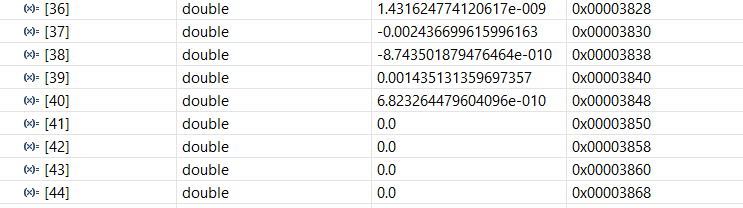 (x)= [36] double 1.431624774120617e-009 0x00003828
(x)= [37] double -0.002436699615996163 0x00003830
(x)= [38] double -8.743501879476464e-010 0x00003838
(x)= [39] double 0.001435131359697357 0x00003840
(x)= [40] double 6.823264479604096e-010 0x00003848
(x)= [41] double 0.0 0x00003850
(x)= [42] double 0.0 0x00003858
(x)= [43] double 0.0 0x00003860
(x)= [44] double 0.0 0x00003868